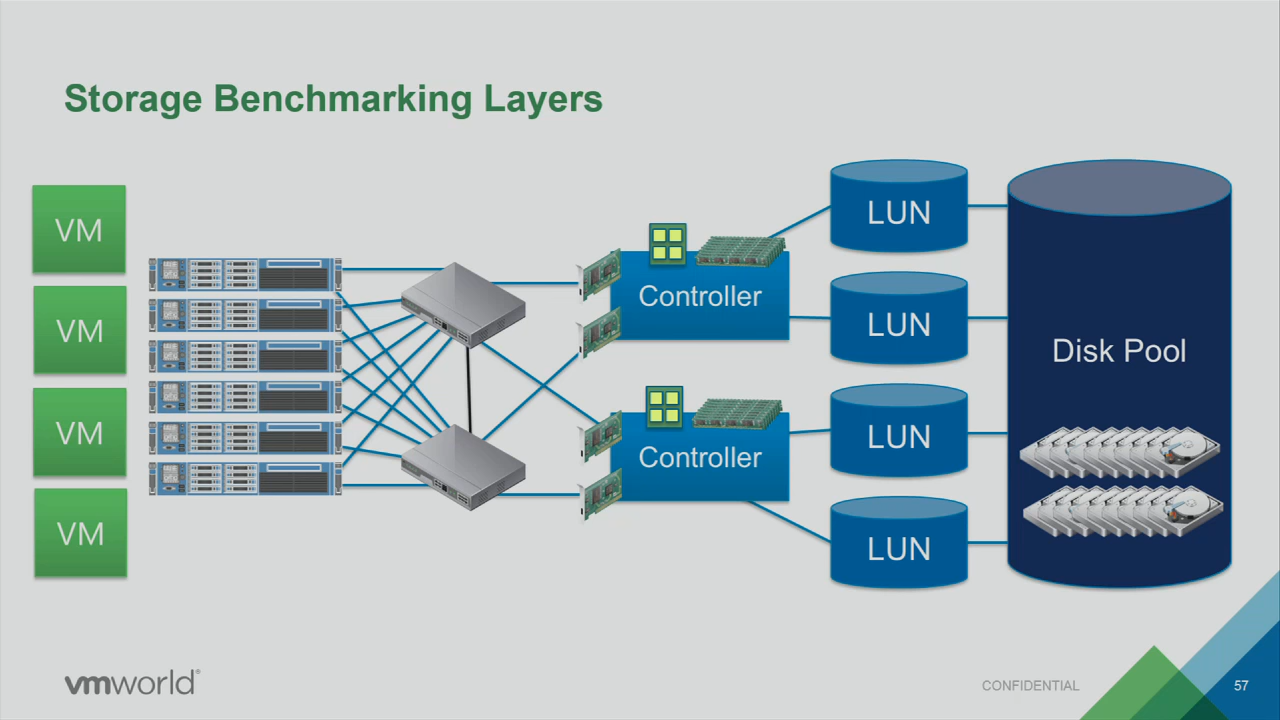 Storage Benchmarking Layers
VM
VM
VM
VM
Controller
Controller
LUN
LUN
LUN
LUN
Disk Pool
vmworld®
CONFIDENTIAL
57